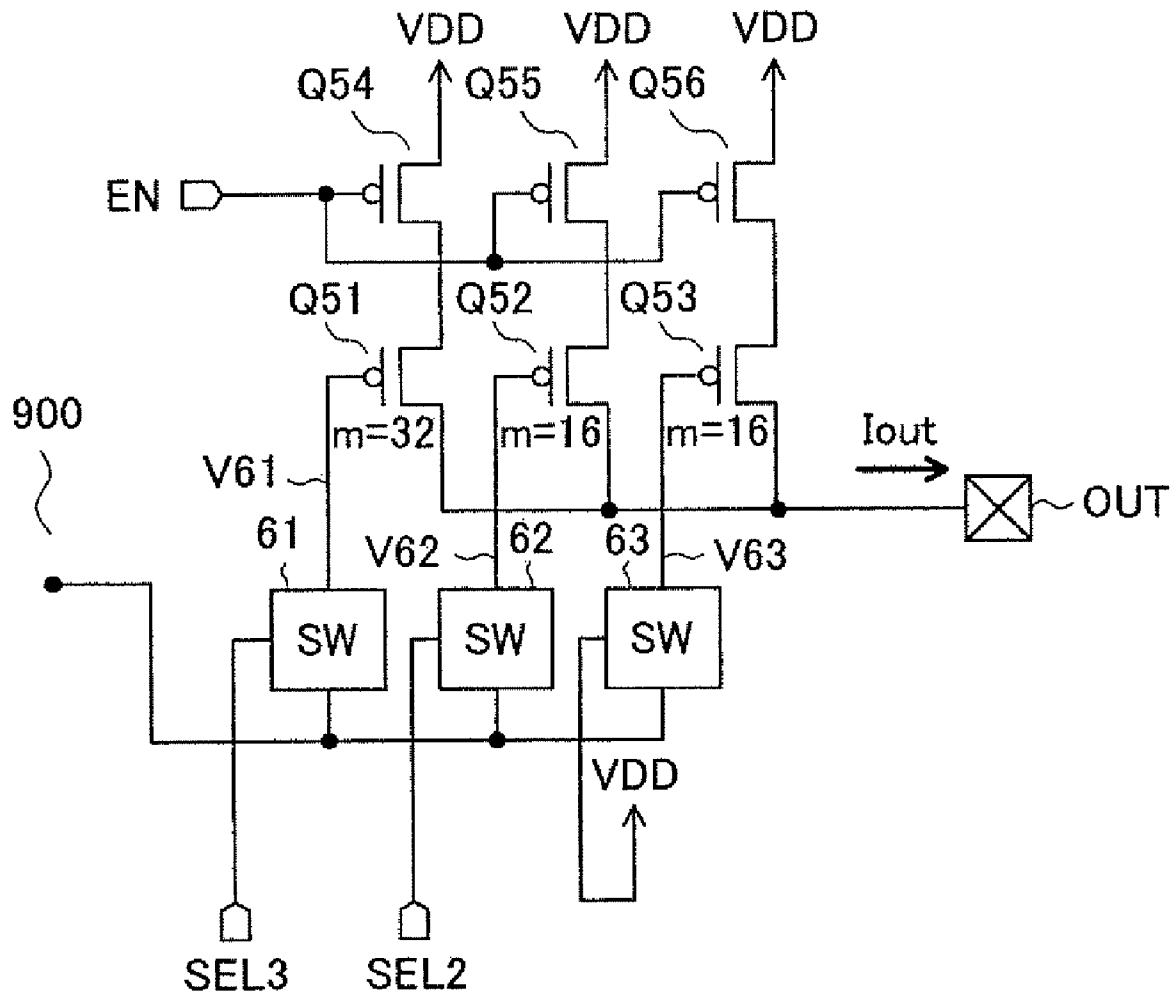 VDD VDD VDD
Q54 Q55 Q56
EN
Q51 Q52 Q53
900
m=32 m=16 m=16
Iout
V61
OUT
61 V62 62 63 V63
SW SW SW
VDD
SEL3 SEL2